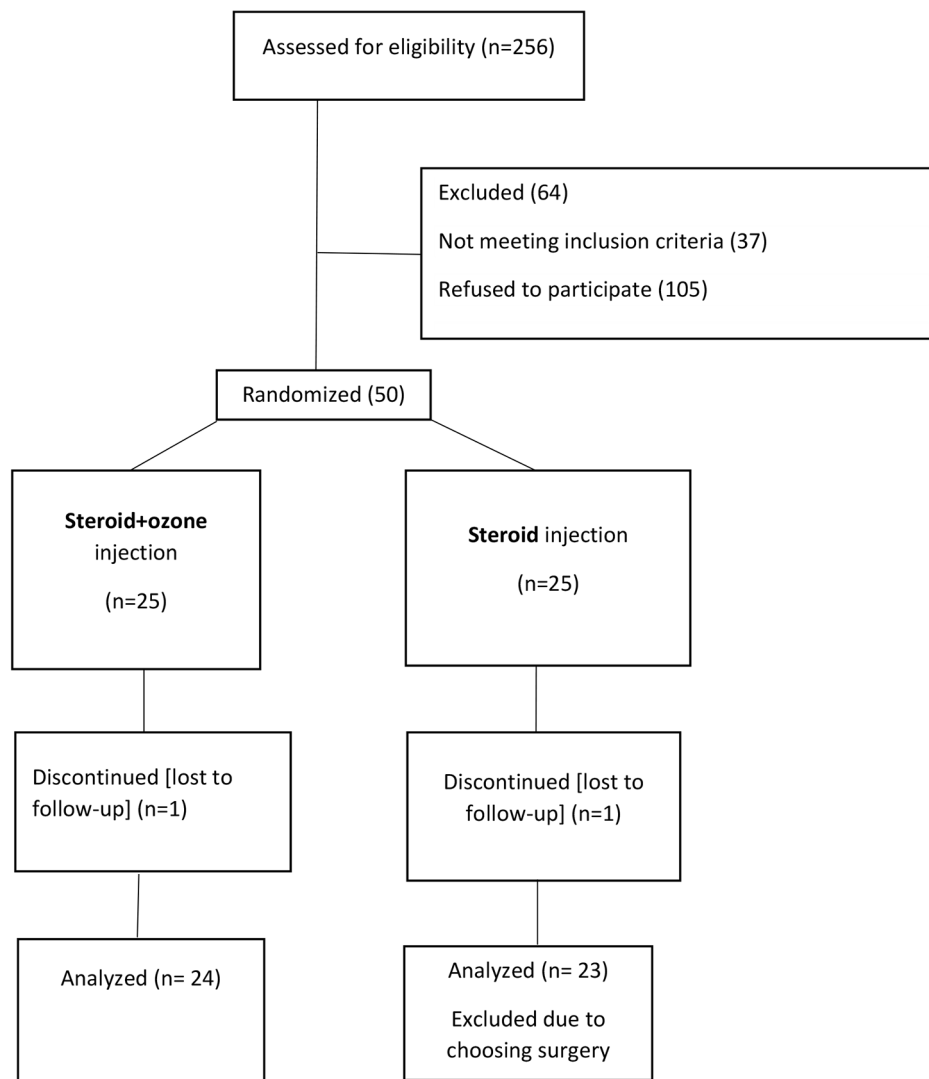 Assessed for eligibility (n=256)
Excluded (64)
Not meeting inclusion criteria (37)
Refused to participate (105)
Randomized (50)
Steroid+ozone
injection
(n=25)
Steroid injection
(n=25)
Discontinued [lost to
follow-up] (n=1)
Discontinued [lost to
follow-up] (n=1)
Analyzed (n= 24)
Analyzed (n= 23)
Excluded due to
choosing surgery